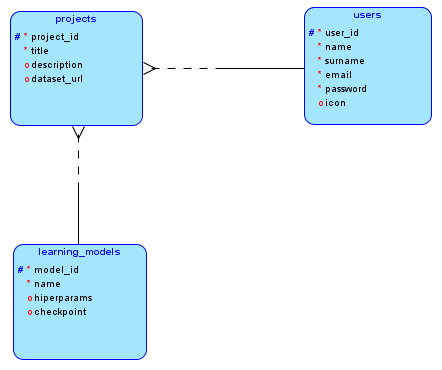 projects
# * project_id
* title
o description
o dataset_url
users
# * user_id
* name
* surname
* email
* password
o icon
learning_models
# * model_id
* name
o hiperparams
o checkpoint